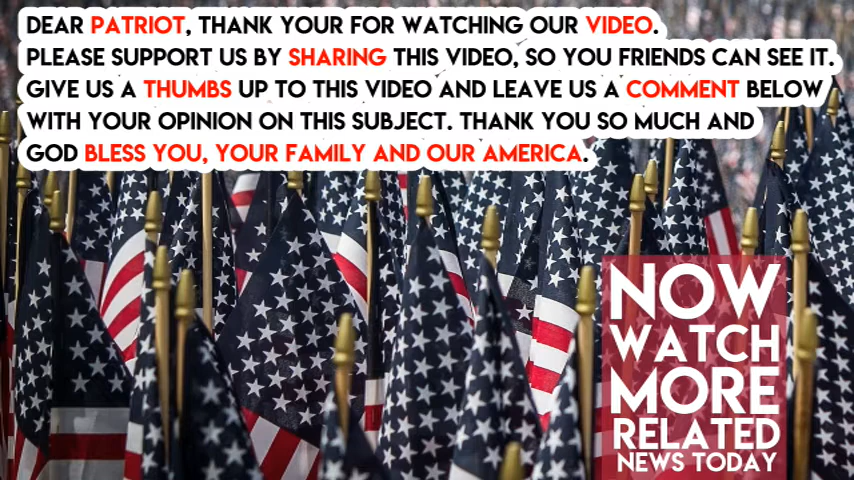 DEAR PATRIOT, THANK YOUR FOR WATCHING OUR VIDEO.
PLEASE SUPPORT US BY SHARING THIS VIDEO, SO YOU FRIENDS CAN SEE IT.
GIVE US A THUMBS UP TO THIS VIDEO AND LEAVE US A COMMENT BELOW
WITH YOUR OPINION ON THIS SUBJECT. THANK YOU SO MUCH AND
GOD BLESS YOU, YOUR FAMILY AND OUR AMERICA.
NOW
WATCH
MORE
RELATED
NEWS TODAY